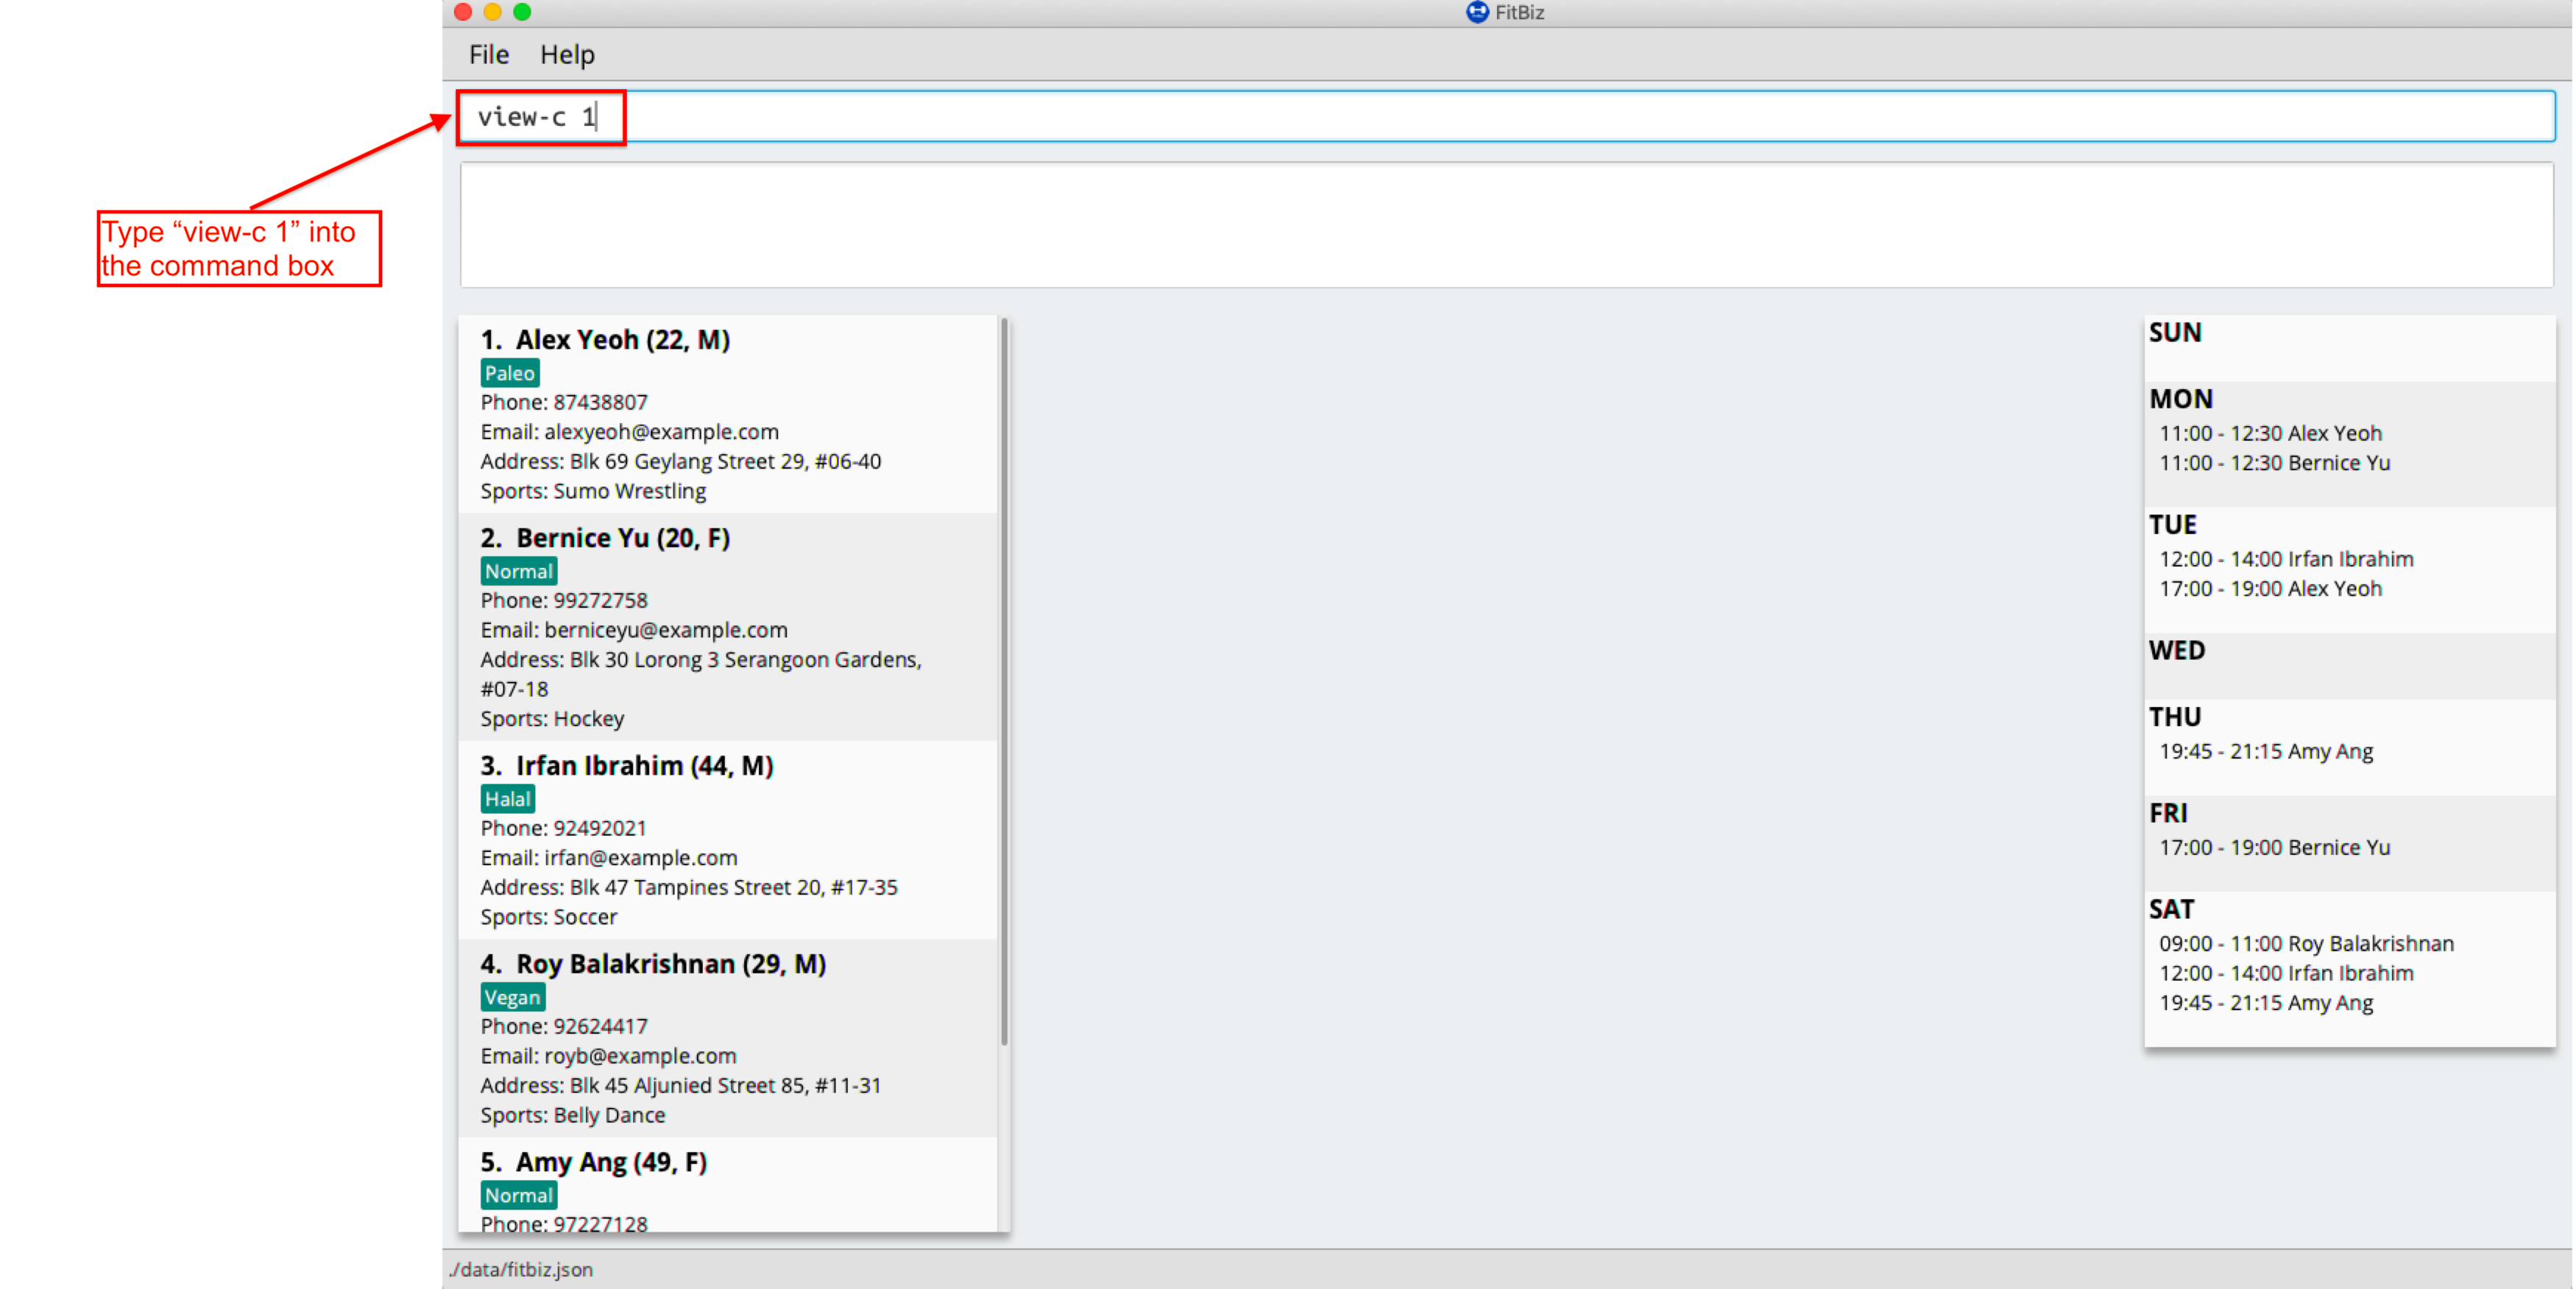 FitBiz
File Help
view-c 1
Type “view-c 1” into
the command box
1. Alex Yeoh (22, M)
Paleo
Phone: 87438807
Email: alexyeoh@example.com
Address: Blk 69 Geylang Street 29, #06-40
Sports: Sumo Wrestling
2. Bernice Yu (20, F)
Normal
Phone: 99272758
Email: berniceyu@example.com
Address: Blk 30 Lorong 3 Serangoon Gardens,
#07-18
Sports: Hockey
3. Irfan Ibrahim (44, M)
Halal
Phone: 92492021
Email: irfan@example.com
Address: Blk 47 Tampines Street 20, #17-35
Sports: Soccer
4. Roy Balakrishnan (29, M)
Vegan
Phone: 92624417
Email: royb@example.com
Address: Blk 45 Aljunied Street 85, #11-31
Sports: Belly Dance
5. Amy Ang (49, F)
Normal
Phone: 97227128
SUN
MON
11:00 - 12:30 Alex Yeoh
11:00 - 12:30 Bernice Yu
TUE
12:00 - 14:00 Irfan Ibrahim
17:00 - 19:00 Alex Yeoh
WED
THU
19:45 - 21:15 Amy Ang
FRI
17:00 - 19:00 Bernice Yu
SAT
09:00 - 11:00 Roy Balakrishnan
12:00 - 14:00 Irfan Ibrahim
19:45 - 21:15 Amy Ang
./data/fitbiz.json